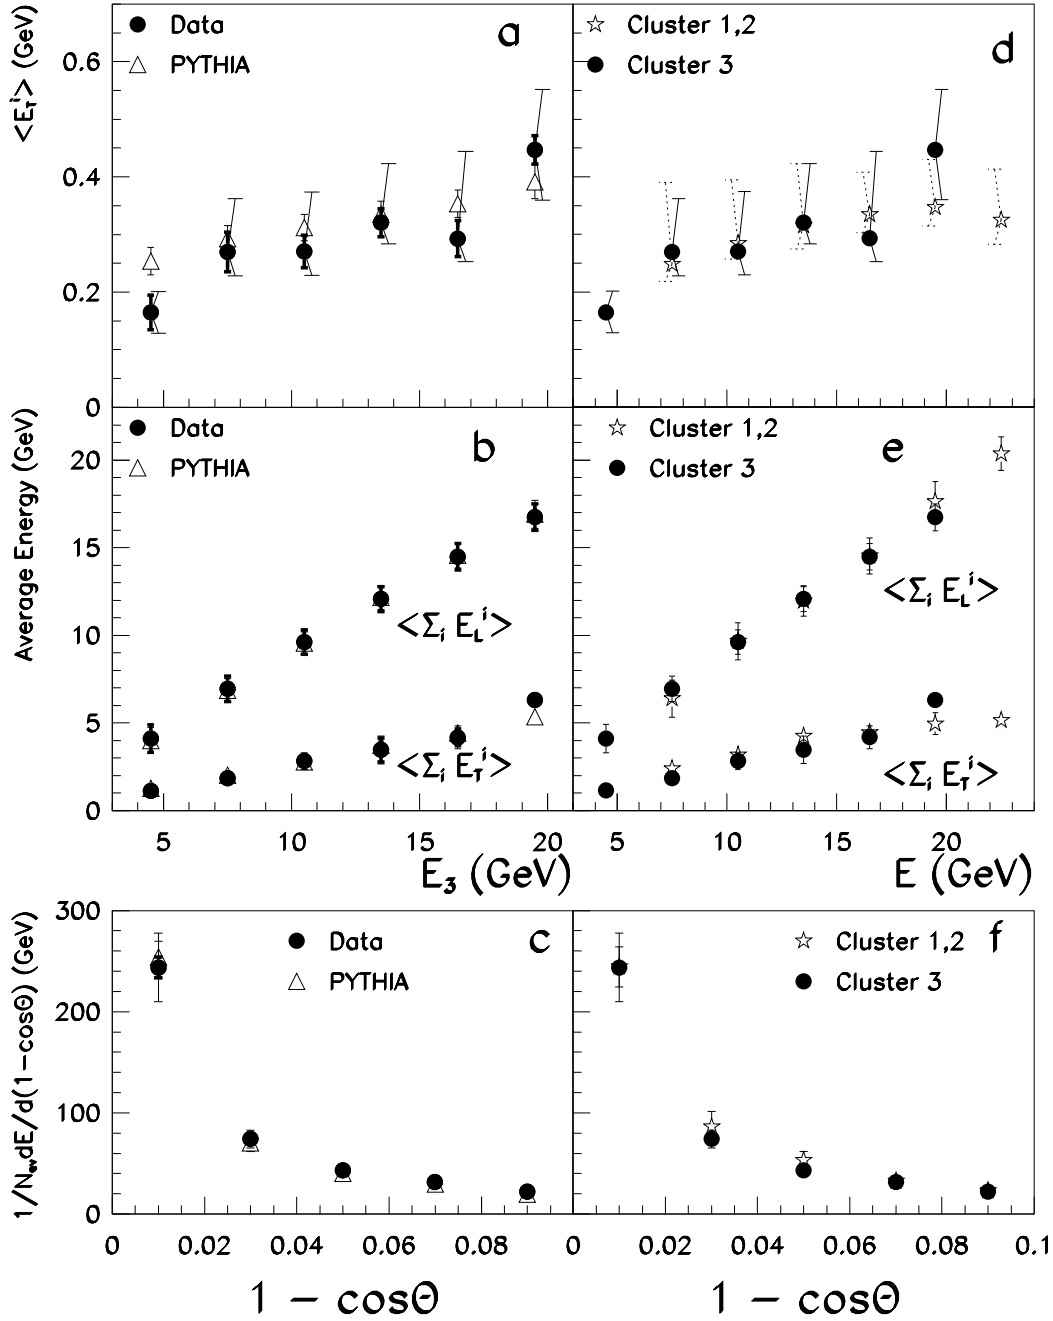 <E_T^i> (GeV)
0.6
0.4
0.2
0
Data
PYTHIA
a
Cluster 1,2
Cluster 3
d
Average Energy (GeV)
20
15
10
5
0
Data
PYTHIA
b
<Σ_i E_L^i>
<Σ_i E_T^i>
Cluster 1,2
Cluster 3
e
<Σ_i E_L^i>
<Σ_i E_T^i>
5 10 15 20 5 10 15 20
E_3 (GeV) E (GeV)
1/N_ev dE/d(1-cosΘ) (GeV)
300
200
100
0
Data
PYTHIA
c
Cluster 1,2
Cluster 3
f
0 0.02 0.04 0.06 0.08 0 0.02 0.04 0.06 0.08 0.1
1 - cosΘ 1 - cosΘ